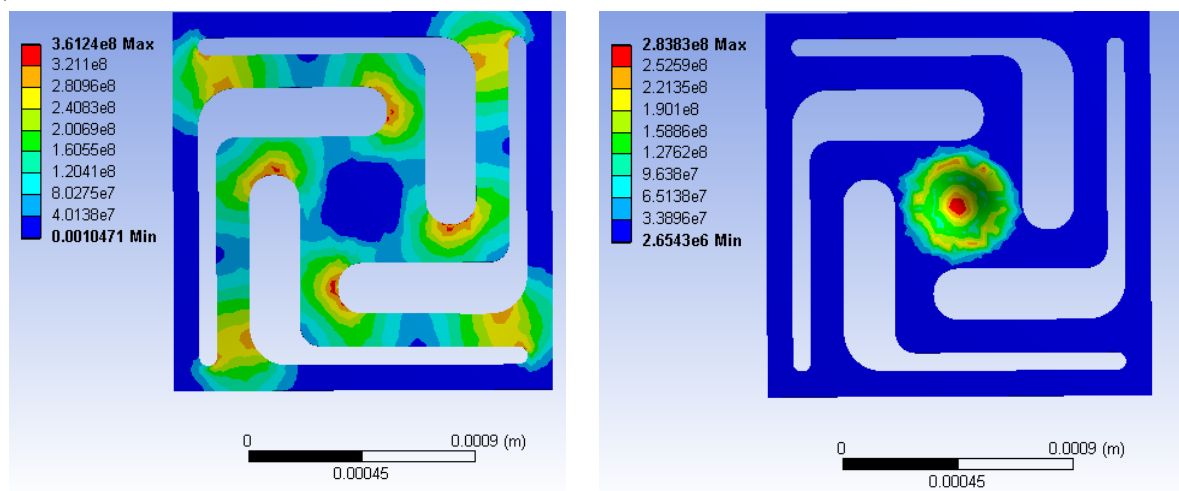 3.6124e8 Max
3.211e8
2.8096e8
2.4083e8
2.0069e8
1.6055e8
1.2041e8
8.0275e7
4.0138e7
0.0010471 Min
0
0.0009 (m)
0.00045
2.8383e8 Max
2.5259e8
2.2135e8
1.901e8
1.5886e8
1.2762e8
9.638e7
6.5138e7
3.3896e7
2.6543e6 Min
0
0.0009 (m)
0.00045